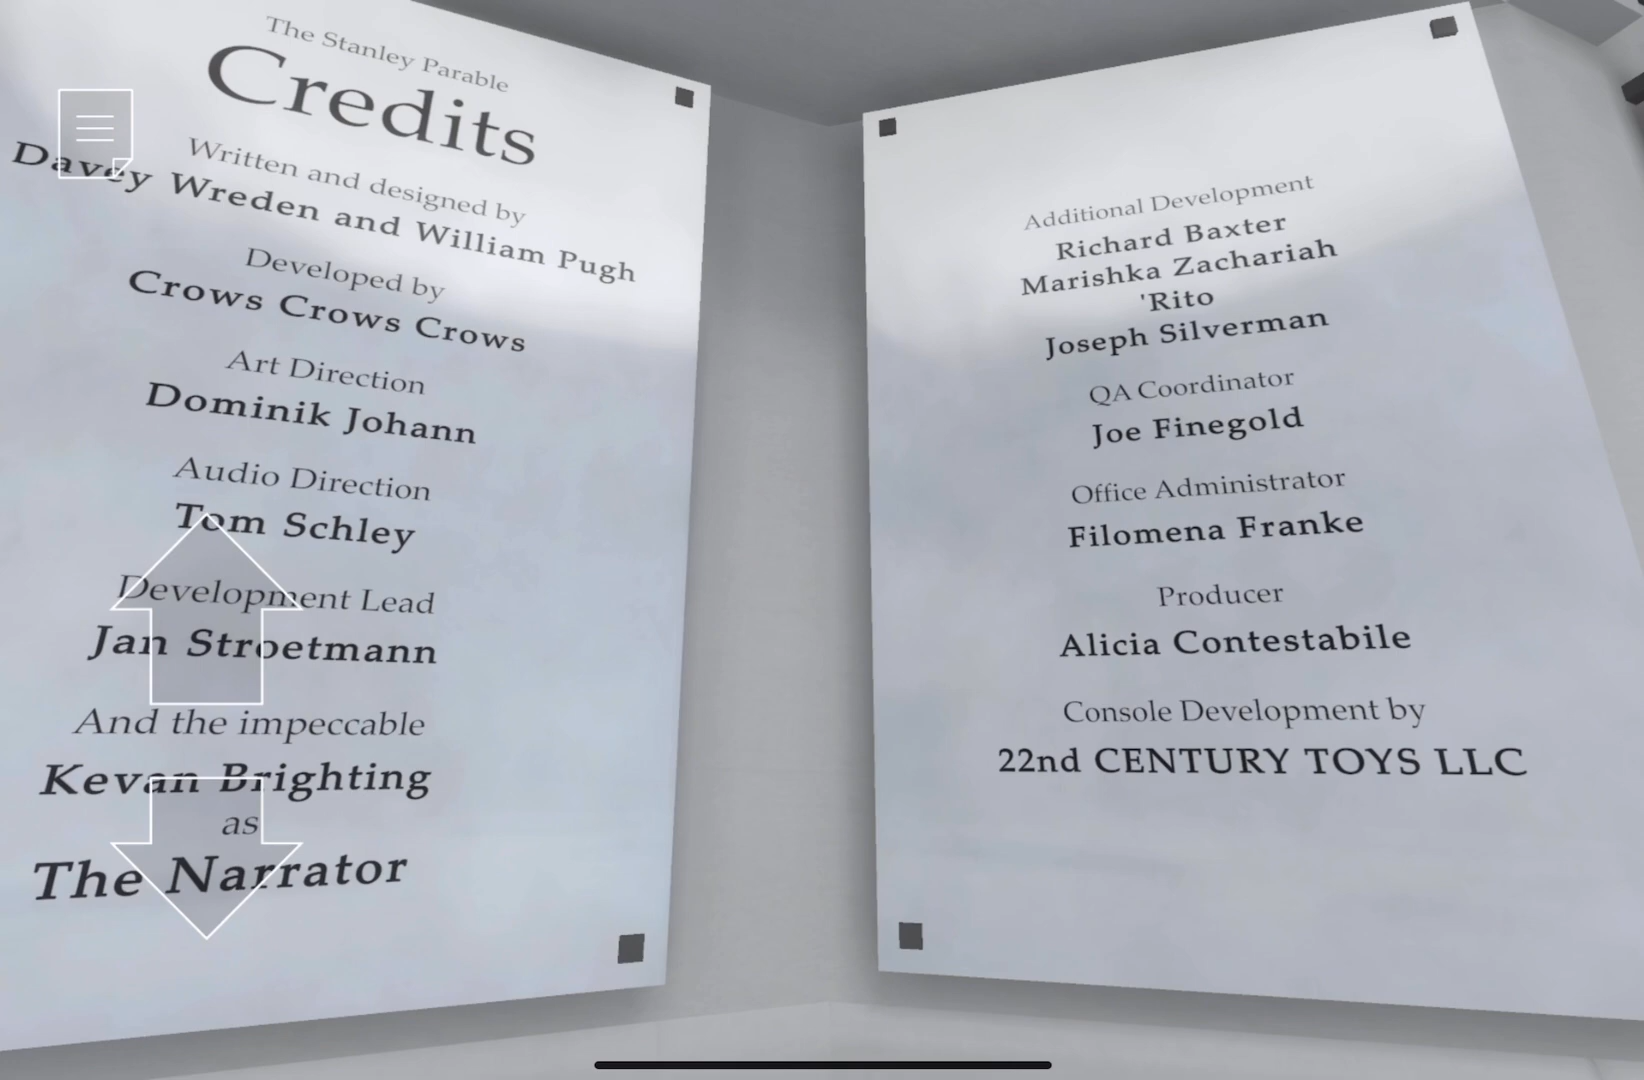 The Stanley Parable
Credits
Written and designed by
Davey Wreden and William Pugh
Developed by
Crows Crows Crows
Art Direction
Dominik Johann
Audio Direction
Tom Schley
Development Lead
Jan Stroetmann
And the impeccable
Kevan Brighting
as
The Narrator
Additional Development
Richard Baxter
Marishka Zachariah
'Rito
Joseph Silverman
QA Coordinator
Joe Finegold
Office Administrator
Filomena Franke
Producer
Alicia Contestabile
Console Development by
22nd CENTURY TOYS LLC